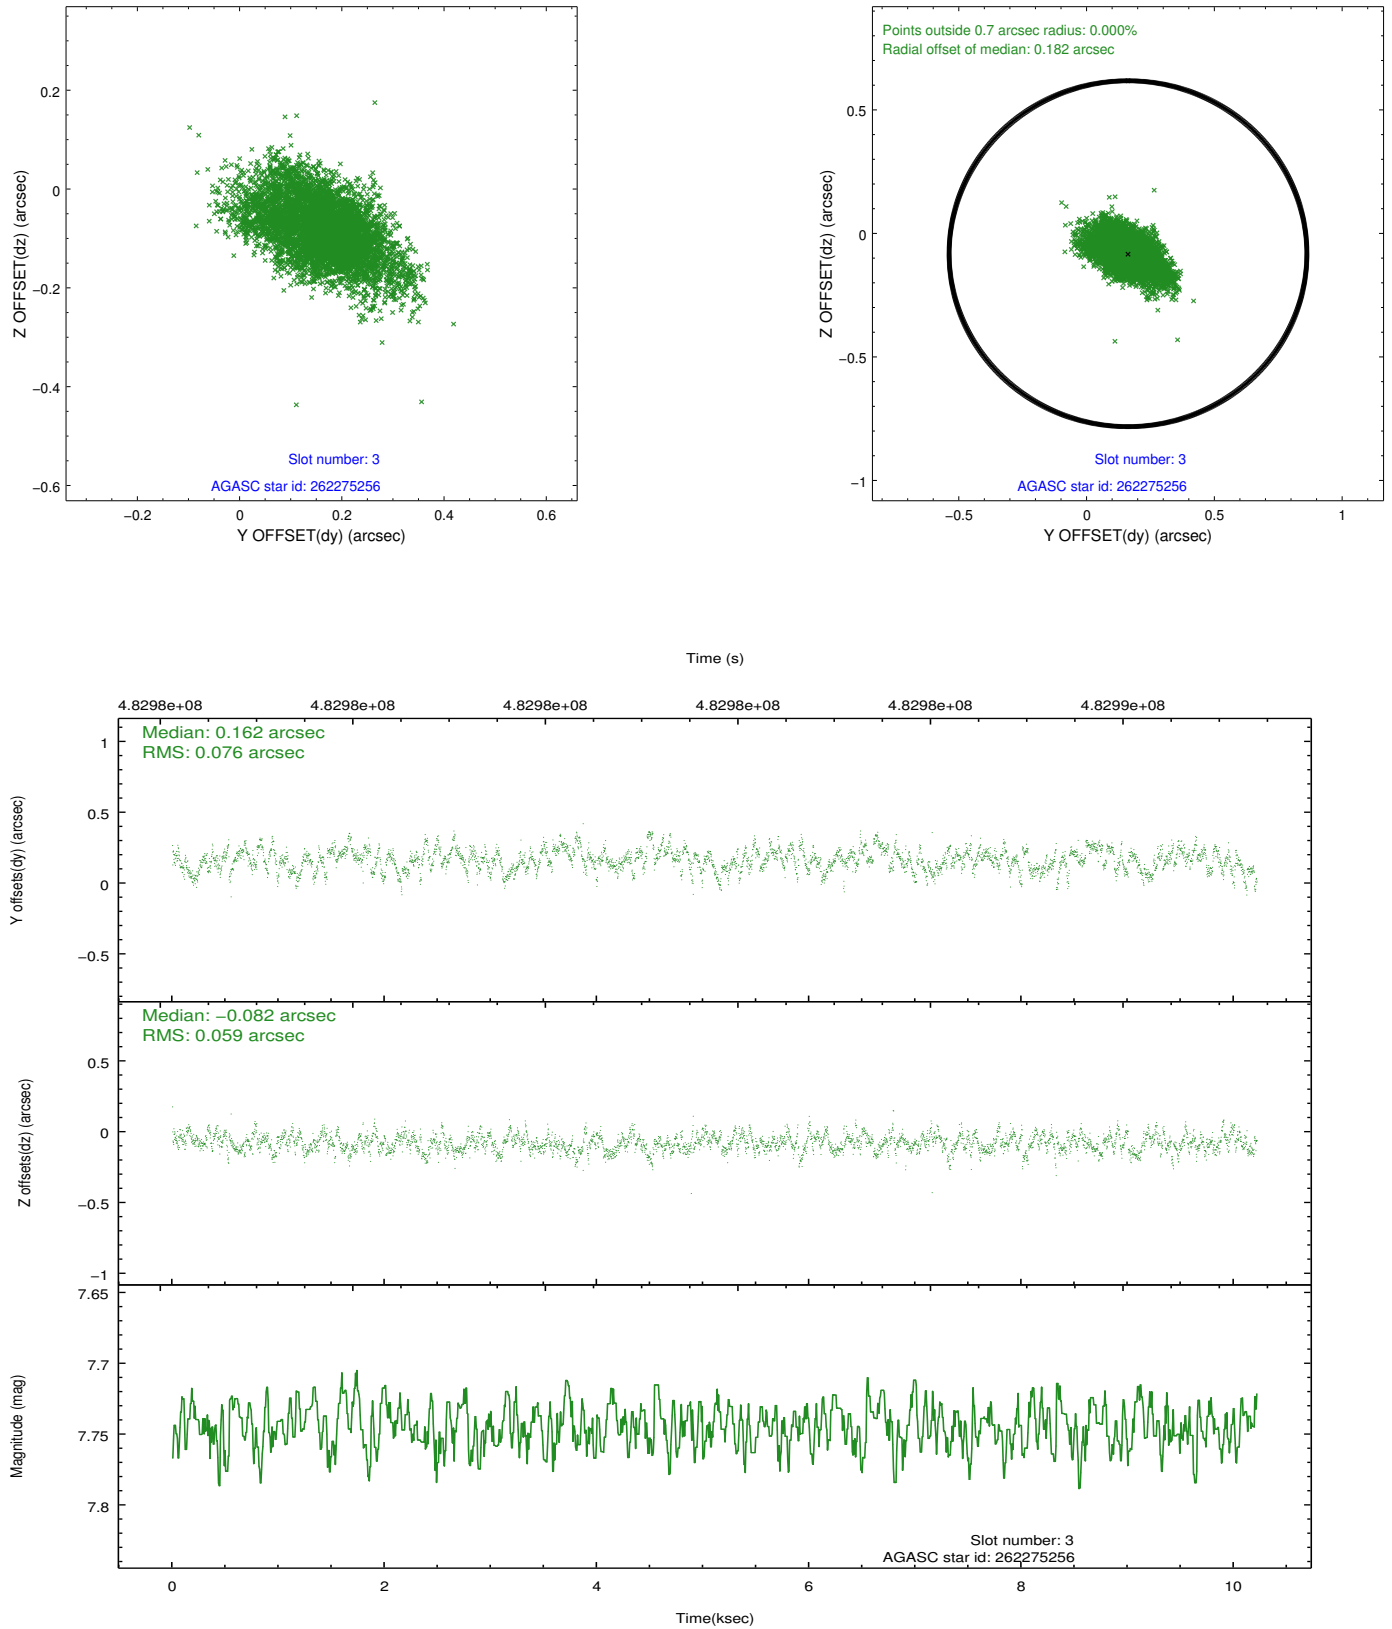 0.2
0
−0.2
−0.4
−0.6
Z OFFSET(dz) (arcsec)
Slot number: 3
AGASC star id: 262275256
−0.2
0
0.2
0.4
0.6
Y OFFSET(dy) (arcsec)
Points outside 0.7 arcsec radius: 0.000%
Radial offset of median: 0.182 arcsec
0.5
0
−0.5
−1
Z OFFSET(dz) (arcsec)
Slot number: 3
AGASC star id: 262275256
−0.5
0
0.5
1
Y OFFSET(dy) (arcsec)
Time (s)
4.8298e+08
4.8298e+08
4.8298e+08
4.8298e+08
4.8298e+08
4.8299e+08
Median: 0.162 arcsec
RMS: 0.076 arcsec
1
0.5
0
−0.5
Y offsets(dy) (arcsec)
Median: −0.082 arcsec
RMS: 0.059 arcsec
0.5
0
−0.5
−1
Z offsets(dz) (arcsec)
7.65
7.7
7.75
7.8
Magnitude (mag)
Slot number: 3
AGASC star id: 262275256
0
2
4
6
8
10
Time(ksec)